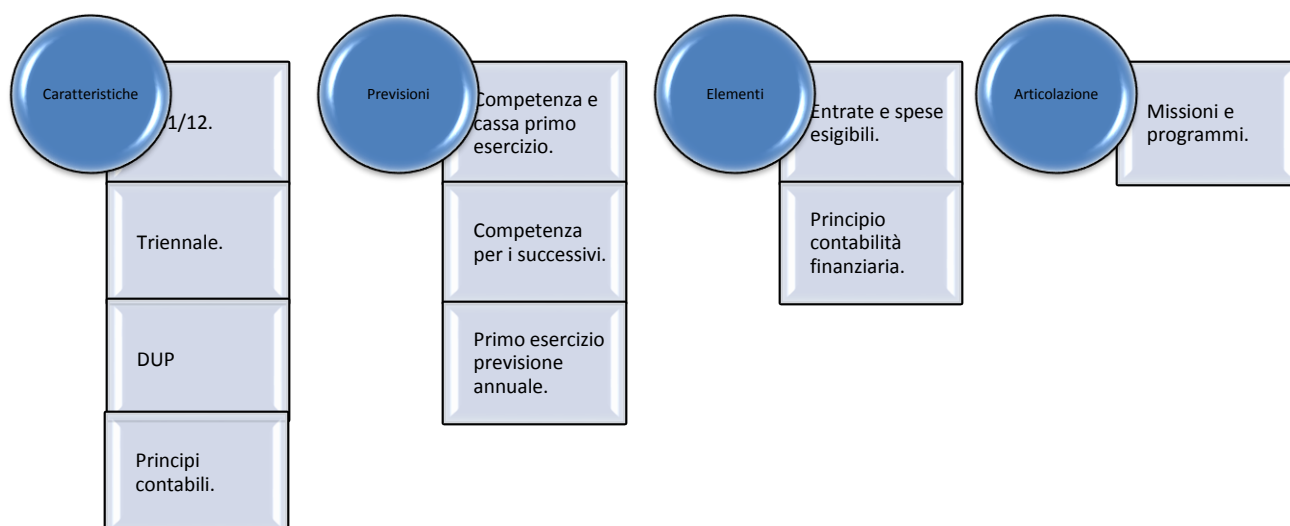 Caratteristiche
1/12.
Triennale.
DUP
Principi
contabili.
Previsioni
Competenza e
cassa primo
esercizio.
Competenza
per i successivi.
Primo esercizio
previsione
annuale.
Elementi
Entrate e spese
esigibili.
Principio
contabilità
finanziaria.
Articolazione
Missioni e
programmi.